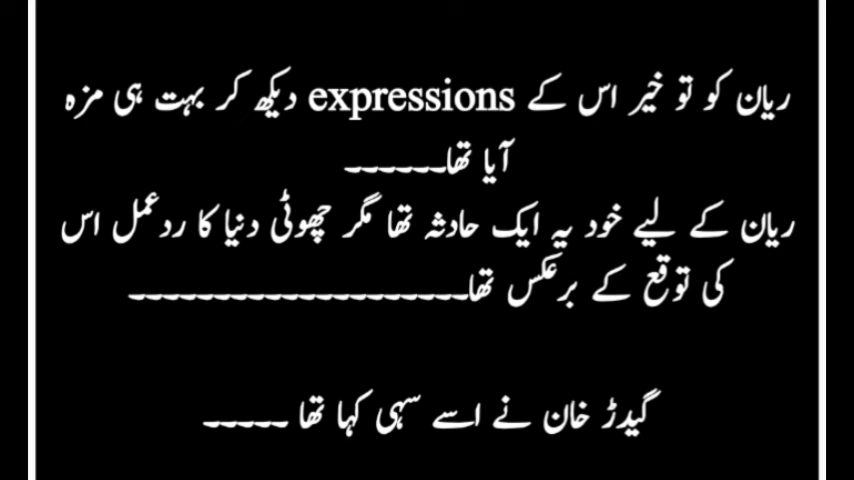 ریان کو تو خیر اس کے expressions دیکھ کر بہت ہی مزہ
آیا تھا۔۔۔۔۔۔
ریان کے لیے خود یہ ایک حادثہ تھا مگر چھوٹی دنیا کا ردعمل اس
کی توقع کے برعکس تھا۔۔۔۔۔۔۔۔۔۔۔۔۔۔۔۔۔۔۔۔
گیدڑ خان نے اسے سہی کہا تھا ۔۔۔۔۔